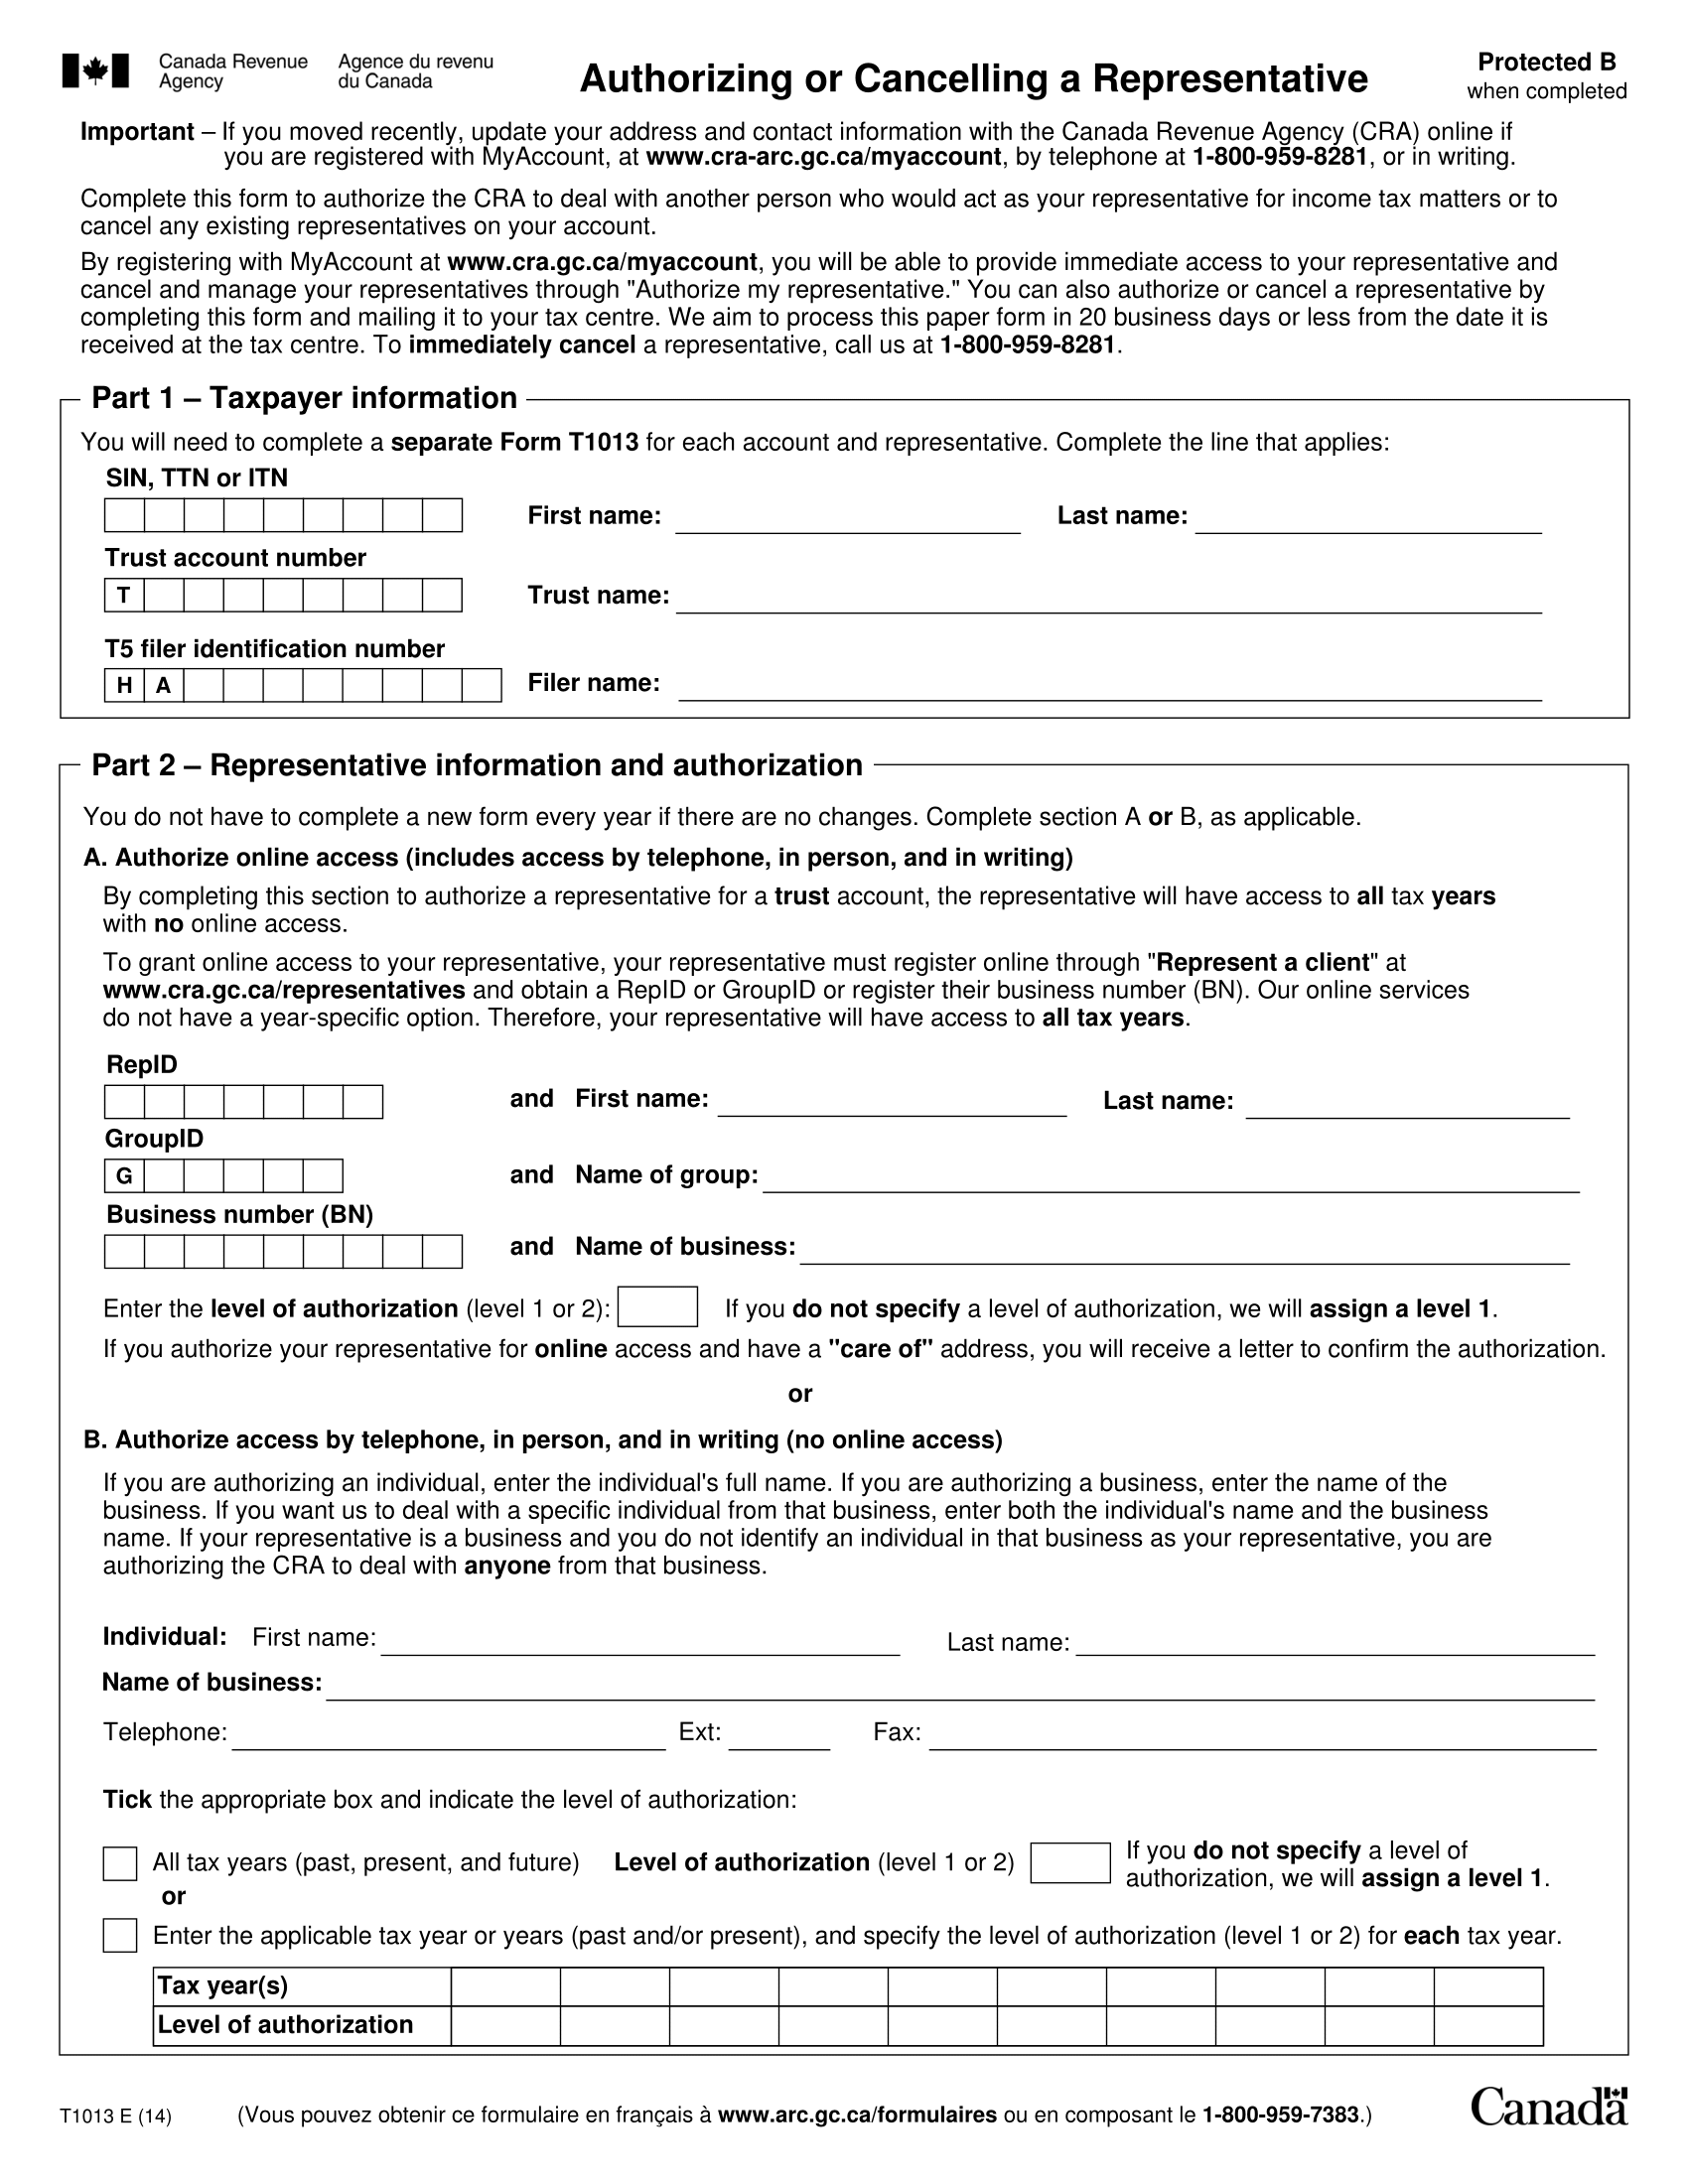 Canada Revenue Agency
Agence du revenu du Canada
Authorizing or Cancelling a Representative
Protected B
when completed
Important – If you moved recently, update your address and contact information with the Canada Revenue Agency (CRA) online if
you are registered with MyAccount, at www.cra-arc.gc.ca/myaccount, by telephone at 1-800-959-8281, or in writing.
Complete this form to authorize the CRA to deal with another person who would act as your representative for income tax matters or to
cancel any existing representatives on your account.
By registering with MyAccount at www.cra.gc.ca/myaccount, you will be able to provide immediate access to your representative and
cancel and manage your representatives through "Authorize my representative." You can also authorize or cancel a representative by
completing this form and mailing it to your tax centre. We aim to process this paper form in 20 business days or less from the date it is
received at the tax centre. To immediately cancel a representative, call us at 1-800-959-8281.
Part 1 – Taxpayer information
You will need to complete a separate Form T1013 for each account and representative. Complete the line that applies:
SIN, TTN or ITN
First name: Last name:
Trust account number
T Trust name:
T5 filer identification number
H A Filer name:
Part 2 – Representative information and authorization
You do not have to complete a new form every year if there are no changes. Complete section A or B, as applicable.
A. Authorize online access (includes access by telephone, in person, and in writing)
By completing this section to authorize a representative for a trust account, the representative will have access to all tax years
with no online access.
To grant online access to your representative, your representative must register online through "Represent a client" at
www.cra.gc.ca/representatives and obtain a RepID or GroupID or register their business number (BN). Our online services
do not have a year-specific option. Therefore, your representative will have access to all tax years.
RepID
and First name: Last name:
GroupID
G and Name of group:
Business number (BN)
and Name of business:
Enter the level of authorization (level 1 or 2): If you do not specify a level of authorization, we will assign a level 1.
If you authorize your representative for online access and have a "care of" address, you will receive a letter to confirm the authorization.
or
B. Authorize access by telephone, in person, and in writing (no online access)
If you are authorizing an individual, enter the individual's full name. If you are authorizing a business, enter the name of the
business. If you want us to deal with a specific individual from that business, enter both the individual's name and the business
name. If your representative is a business and you do not identify an individual in that business as your representative, you are
authorizing the CRA to deal with anyone from that business.
Individual: First name: Last name:
Name of business:
Telephone: Ext: Fax:
Tick the appropriate box and indicate the level of authorization:
All tax years (past, present, and future) Level of authorization (level 1 or 2)
If you do not specify a level of
authorization, we will assign a level 1.
or
Enter the applicable tax year or years (past and/or present), and specify the level of authorization (level 1 or 2) for each tax year.
Tax year(s)
Level of authorization
T1013 E (14) (Vous pouvez obtenir ce formulaire en français à www.arc.gc.ca/formulaires ou en composant le 1-800-959-7383.)
Canada